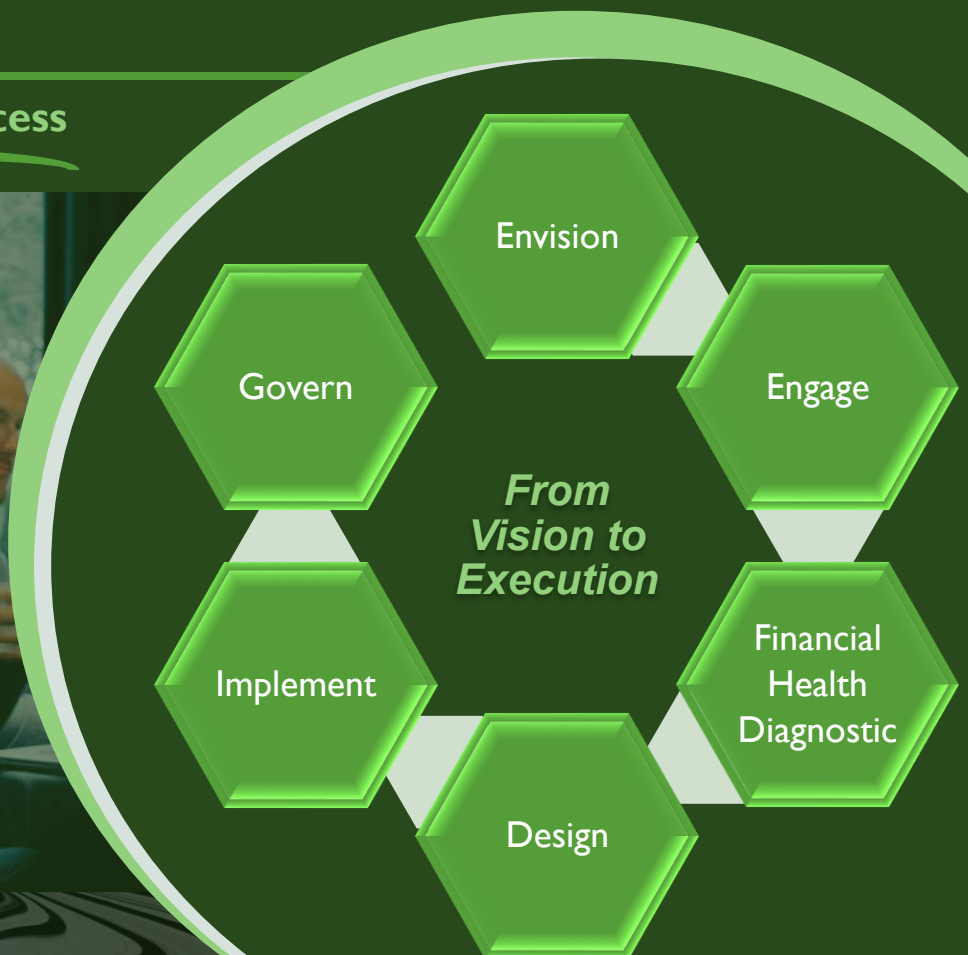 cess
Envision
Engage
Financial
Health
Diagnostic
Design
Implement
Govern
From
Vision to
Execution